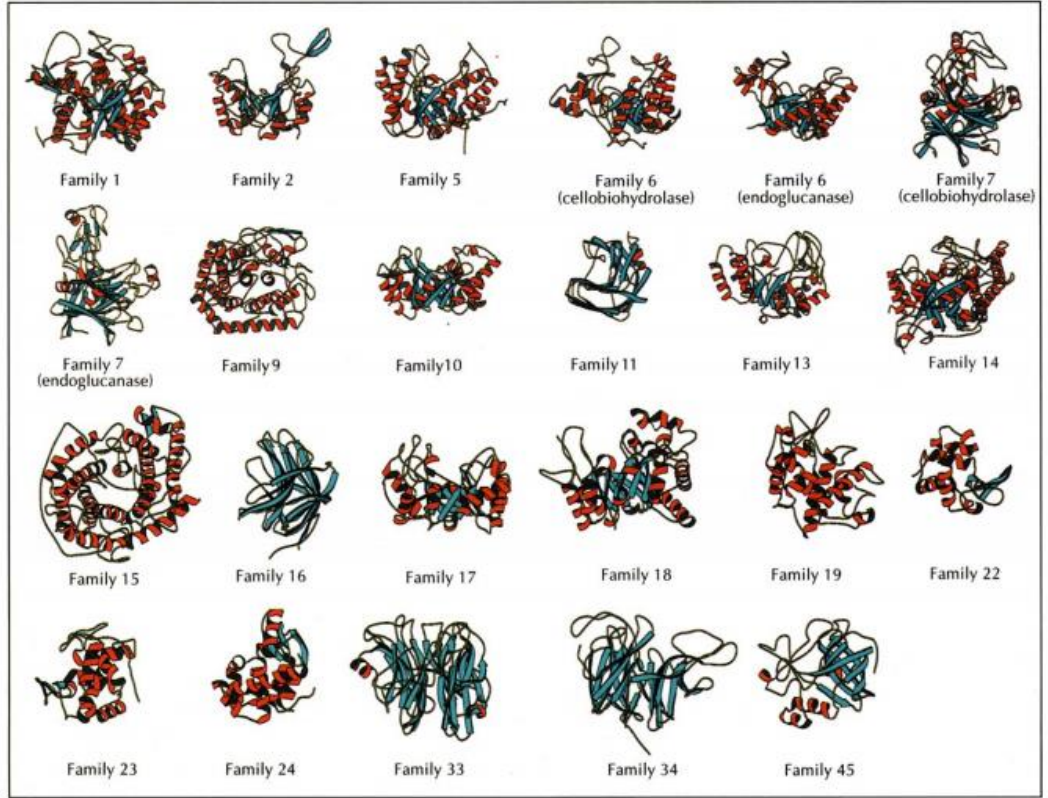 Family 1
Family 2
Family 5
Family 6
(cellobiohydrolase)
Family 6
(endoglucanase)
Family 7
(cellobiohydrolase)
Family 7
(endoglucanase)
Family 9
Family10
Family 11
Family 13
Family 14
Family 15
Family 16
Family 17
Family 18
Family 19
Family 22
Family 23
Family 24
Family 33
Family 34
Family 45